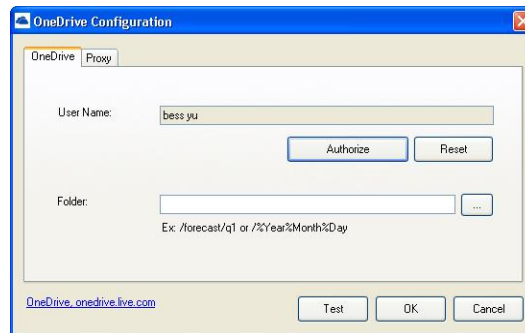 OneDrive Configuration
OneDrive Proxy
User Name: bess yu
Authorize Reset
Folder: ...
Ex: /forecast/q1 or /%Year%Month%Day
OneDrive, onedrive.live.com Test OK Cancel